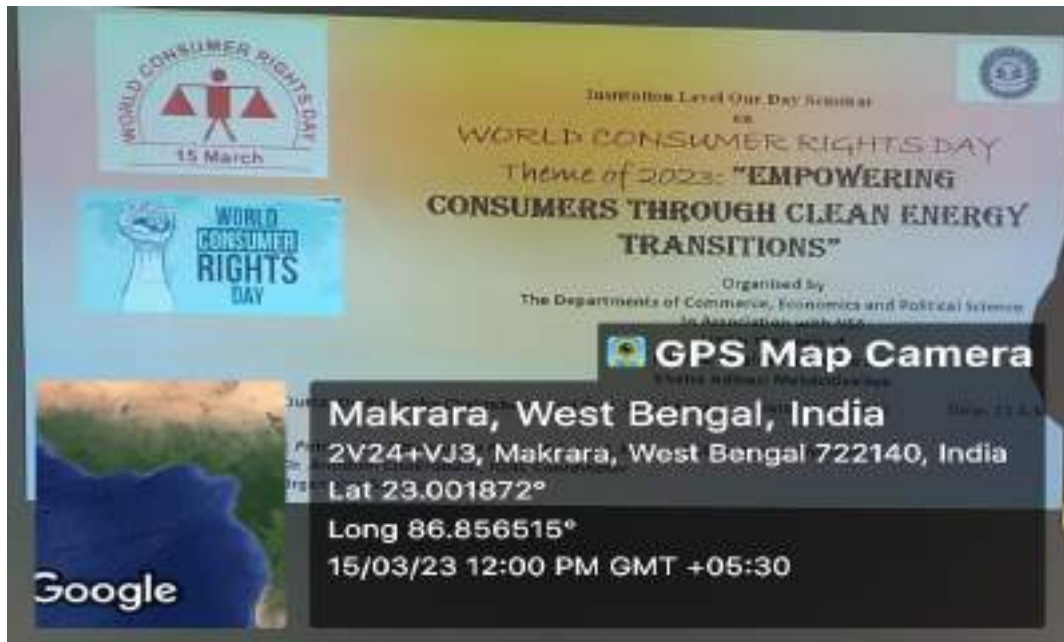 WORLD CONSUMER RIGHTS DAY
15 March
WORLD
CONSUMER
RIGHTS
DAY
Institution Level One Day Seminar
on
WORLD CONSUMER RIGHTS DAY
Theme of 2023: "EMPOWERING
CONSUMERS THROUGH CLEAN ENERGY
TRANSITIONS"
Organised by
The Departments of Commerce, Economics and Political Science
In Association with
GPS Map Camera
Makrara, West Bengal, India
2V24+VJ3, Makrara, West Bengal 722140, India
Lat 23.001872°
Long 86.856515°
15/03/23 12:00 PM GMT +05:30
Google